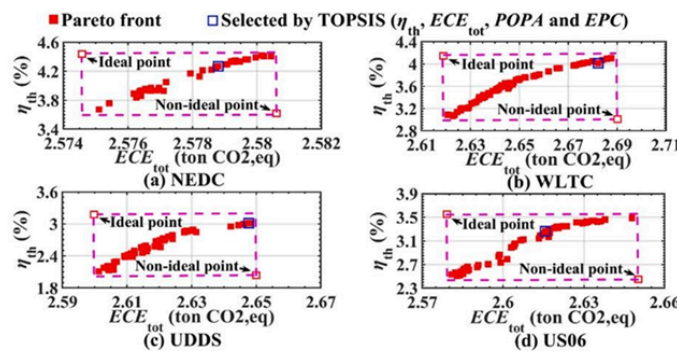 Pareto front Selected by TOPSIS (ηth, ECEtot, POPA and EPC)
4.6
4.2
3.8
3.4
ηth (%)
Ideal point
Non-ideal point
2.574 2.576 2.578 2.58 2.582
ECEtot (ton CO2,eq)
(a) NEDC
4.8
4.2
3.6
3
2.4
ηth (%)
Ideal point
Non-ideal point
2.61 2.63 2.65 2.67 2.69 2.71
ECEtot (ton CO2,eq)
(b) WLTC
3.6
3
2.4
1.8
ηth (%)
Ideal point
Non-ideal point
2.59 2.61 2.63 2.65 2.67
ECEtot (ton CO2,eq)
(c) UDDS
3.9
3.5
3.1
2.7
2.3
ηth (%)
Ideal point
Non-ideal point
2.57 2.6 2.63 2.66
ECEtot (ton CO2,eq)
(d) US06